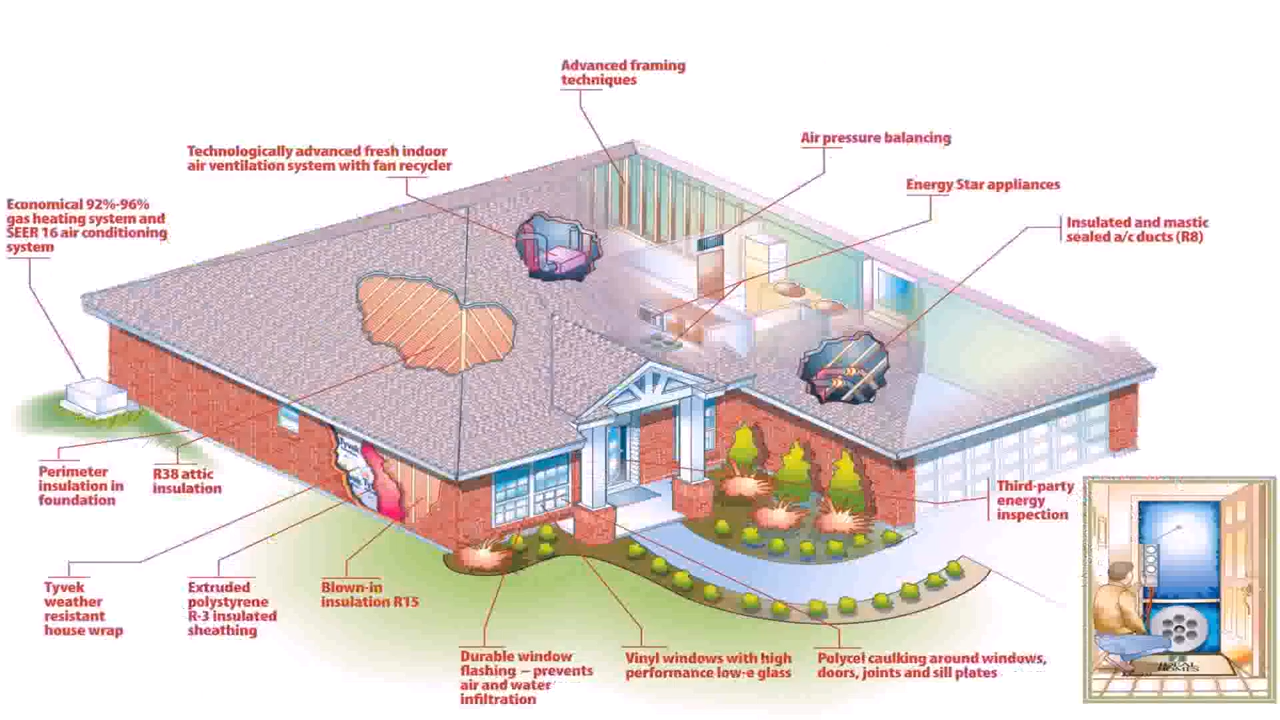 Advanced framing
techniques
Air pressure balancing
Technologically advanced fresh indoor
air ventilation system with fan recycler
Energy Star appliances
Economical 92%-96%
gas heating system and
SEER 16 air conditioning
system
Insulated and mastic
sealed a/c ducts (R8)
Perimeter
insulation in
foundation
R38 attic
insulation
Third-party
energy
inspection
Tyvek
weather
resistant
house wrap
Extruded
polystyrene
R-3 insulated
sheathing
Blown-in
insulation R15
Durable window
flashing – prevents
air and water
infiltration
Vinyl windows with high
performance low-e glass
Polycel caulking around windows,
doors, joints and sill plates
Tyvek
HOMES